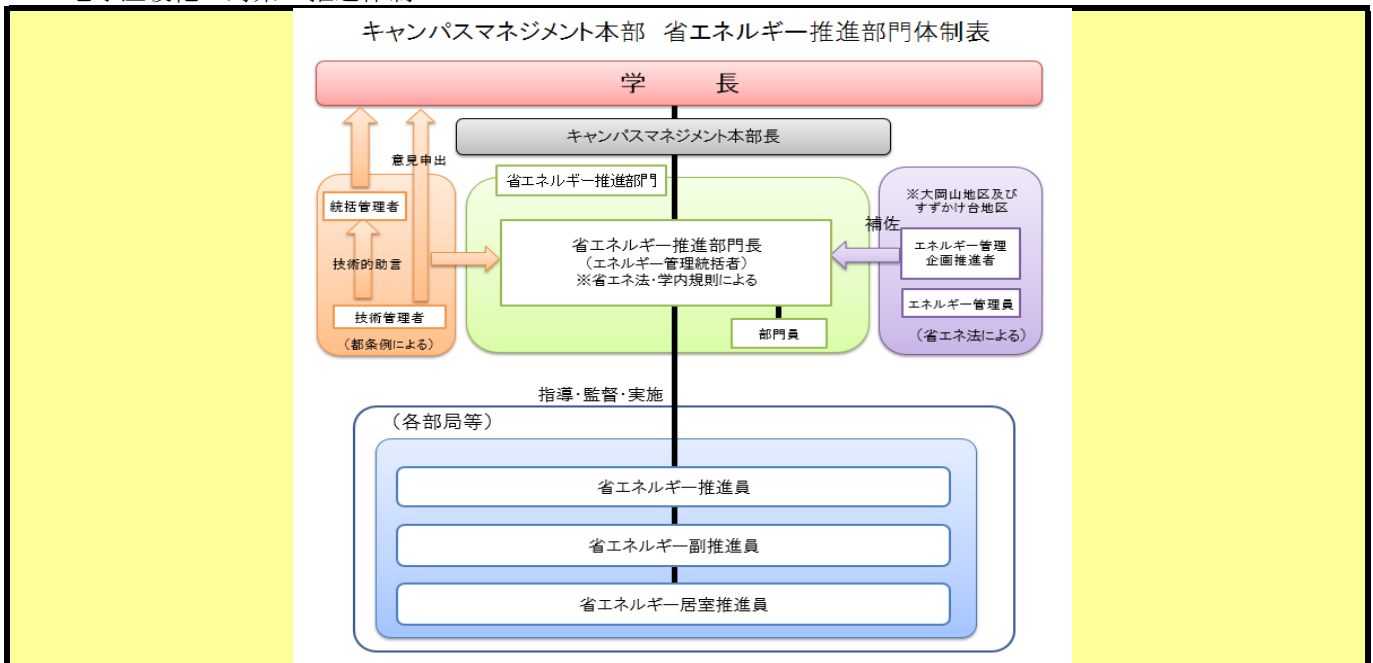 キャンパスマネジメント本部 省エネルギー推進部門体制表
学 長
キャンパスマネジメント本部長
意見申出
省エネルギー推進部門
統括管理者
技術的助言
技術管理者
(都条例による)
省エネルギー推進部門長
(エネルギー管理統括者)
※省エネ法・学内規則による
部門員
補佐
※大岡山地区及び
すずかけ台地区
エネルギー管理
企画推進者
エネルギー管理員
(省エネ法による)
指導・監督・実施
(各部局等)
省エネルギー推進員
省エネルギー副推進員
省エネルギー居室推進員